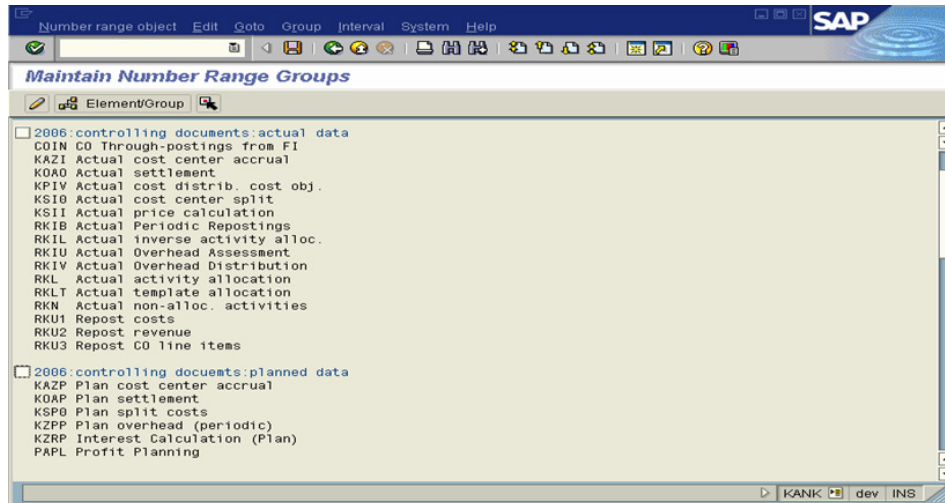 Number range object Edit Goto Group Interval System Help
SAP
Maintain Number Range Groups
Element/Group
2006:controlling documents:actual data
COIN CO Through-postings from FI
KAZI Actual cost center accrual
KOAO Actual settlement
KPIV Actual cost distrib. cost obj.
KSI0 Actual cost center split
KSII Actual price calculation
RKIB Actual Periodic Repostings
RKIL Actual inverse activity alloc.
RKIU Actual Overhead Assessment
RKIV Actual Overhead Distribution
RKL Actual activity allocation
RKLT Actual template allocation
RKN Actual non-alloc. activities
RKU1 Repost costs
RKU2 Repost revenue
RKU3 Repost CO line items
2006:controlling docuemts:planned data
KAZP Plan cost center accrual
KOAP Plan settlement
KSP0 Plan split costs
KZPP Plan overhead (periodic)
KZRP Interest Calculation (Plan)
PAPL Profit Planning
KANK dev INS